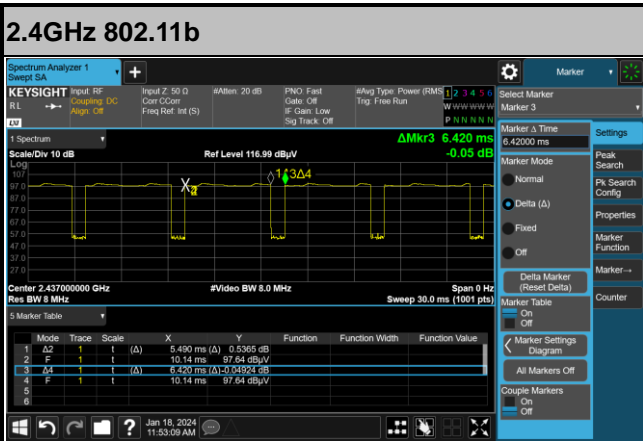 2.4GHz 802.11b
Spectrum Analyzer 1
Swept SA
KEYSIGHT
RL
LXI
Input: RF
Coupling: DC
Align: Off
Input Z: 50 Ω
Corr CCorr
Freq Ref: Int (S)
#Atten: 20 dB
PNO: Fast
Gate: Off
IF Gain: Low
Sig Track: Off
#Avg Type: Power (RMS
Trig: Free Run
1 2 3 4 5 6
W W W W W W
P N N N N N
1 Spectrum
Scale/Div 10 dB
Ref Level 116.99 dBµV
ΔMkr3 6.420 ms
-0.05 dB
Log
107
97.0
87.0
77.0
67.0
57.0
47.0
37.0
27.0
Center 2.437000000 GHz
#Video BW 8.0 MHz
Span 0 Hz
Res BW 8 MHz
Sweep 30.0 ms (1001 pts)
5 Marker Table
Mode Trace Scale X Y Function Function Width Function Value
1 Δ2 1 t (Δ) 5.490 ms (Δ) 0.5365 dB
2 F 1 t 10.14 ms 97.64 dBµV
3 Δ4 1 t (Δ) 6.420 ms (Δ) -0.04924 dB
4 F 1 t 10.14 ms 97.64 dBµV
5
6
Jan 18, 2024
11:53:09 AM
Marker
Select Marker
Marker 3
Marker Δ Time
6.42000 ms
Marker Mode
Normal
Delta (Δ)
Fixed
Off
Delta Marker
(Reset Delta)
Marker Table
On
Off
Marker Settings
Diagram
All Markers Off
Couple Markers
On
Off
Settings
Peak
Search
Pk Search
Config
Properties
Marker
Function
Marker→
Counter